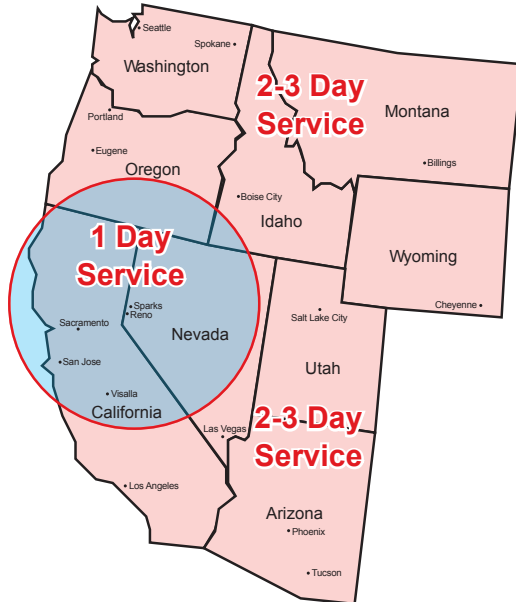 Seattle
Spokane
Washington
2-3 Day
Service
Montana
Portland
Eugene
Oregon
Billings
Boise City
Idaho
1 Day
Service
Wyoming
Sparks
Reno
Cheyenne
Salt Lake City
Sacramento
Nevada
San Jose
Utah
Visalla
California
2-3 Day
Service
Las Vegas
Los Angeles
Arizona
Phoenix
Tucson